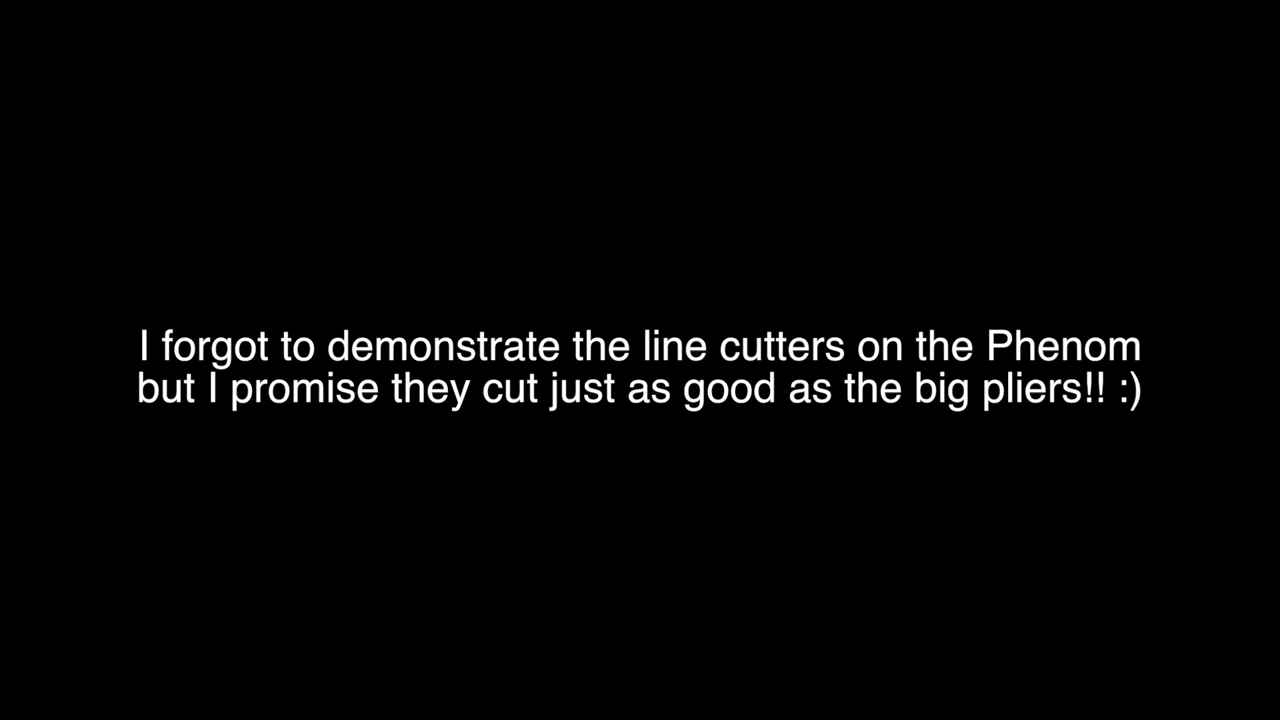 I forgot to demonstrate the line cutters on the Phenom
but I promise they cut just as good as the big pliers!! :)